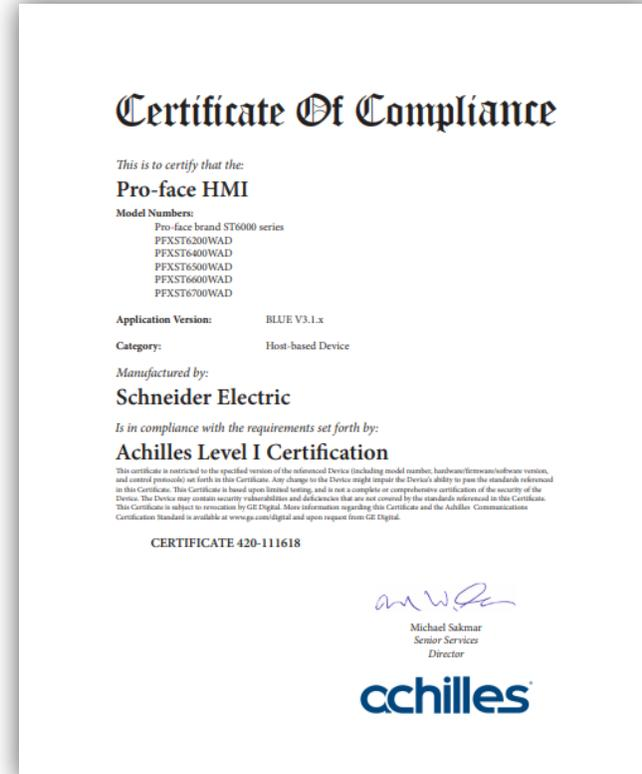 Certificate Of Compliance
This is to certify that the:
Pro-face HMI
Model Numbers:
Pro-face brand ST6000 series
PFXST6200WAD
PFXST6400WAD
PFXST6500WAD
PFXST6600WAD
PFXST6700WAD
Application Version: BLUE V3.1.x
Category: Host-based Device
Manufactured by:
Schneider Electric
Is in compliance with the requirements set forth by:
Achilles Level I Certification
This certificate is restricted to the specified version of the referenced Device (including model number, hardware/firmware/software version,
and control protocols) set forth in this Certificate. Any change to the Device might impair the Device's ability to pass the standards referenced
in this Certificate. This Certificate is based upon limited testing, and is not a complete or comprehensive certification of the security of the
Device. The Device may contain security vulnerabilities and deficiencies that are not covered by the standards referenced in this Certificate.
This Certificate is subject to revocation by GE Digital. More information regarding this Certificate and the Achilles Communications
Certification Standard is available at www.ge.com/digital and upon request from GE Digital.
CERTIFICATE 420-111618
Michael Sakmar
Senior Services
Director
achilles